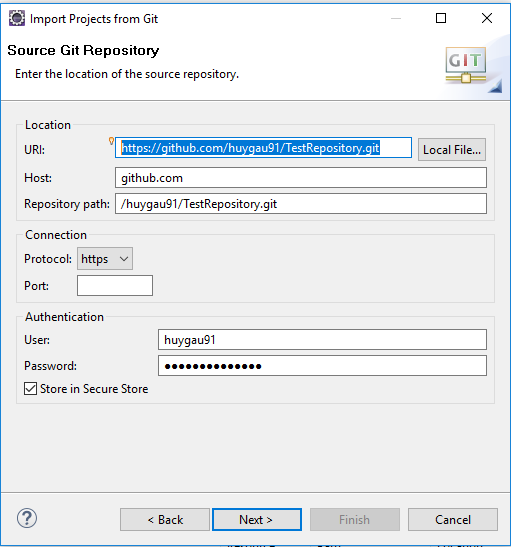 Import Projects from Git
Source Git Repository
Enter the location of the source repository.
GIT
Location
URI: https://github.com/huygau91/TestRepository.git Local File...
Host: github.com
Repository path: /huygau91/TestRepository.git
Connection
Protocol: https
Port:
Authentication
User: huygau91
Password: ●●●●●●●●●●●●●●
Store in Secure Store
? < Back Next > Finish Cancel